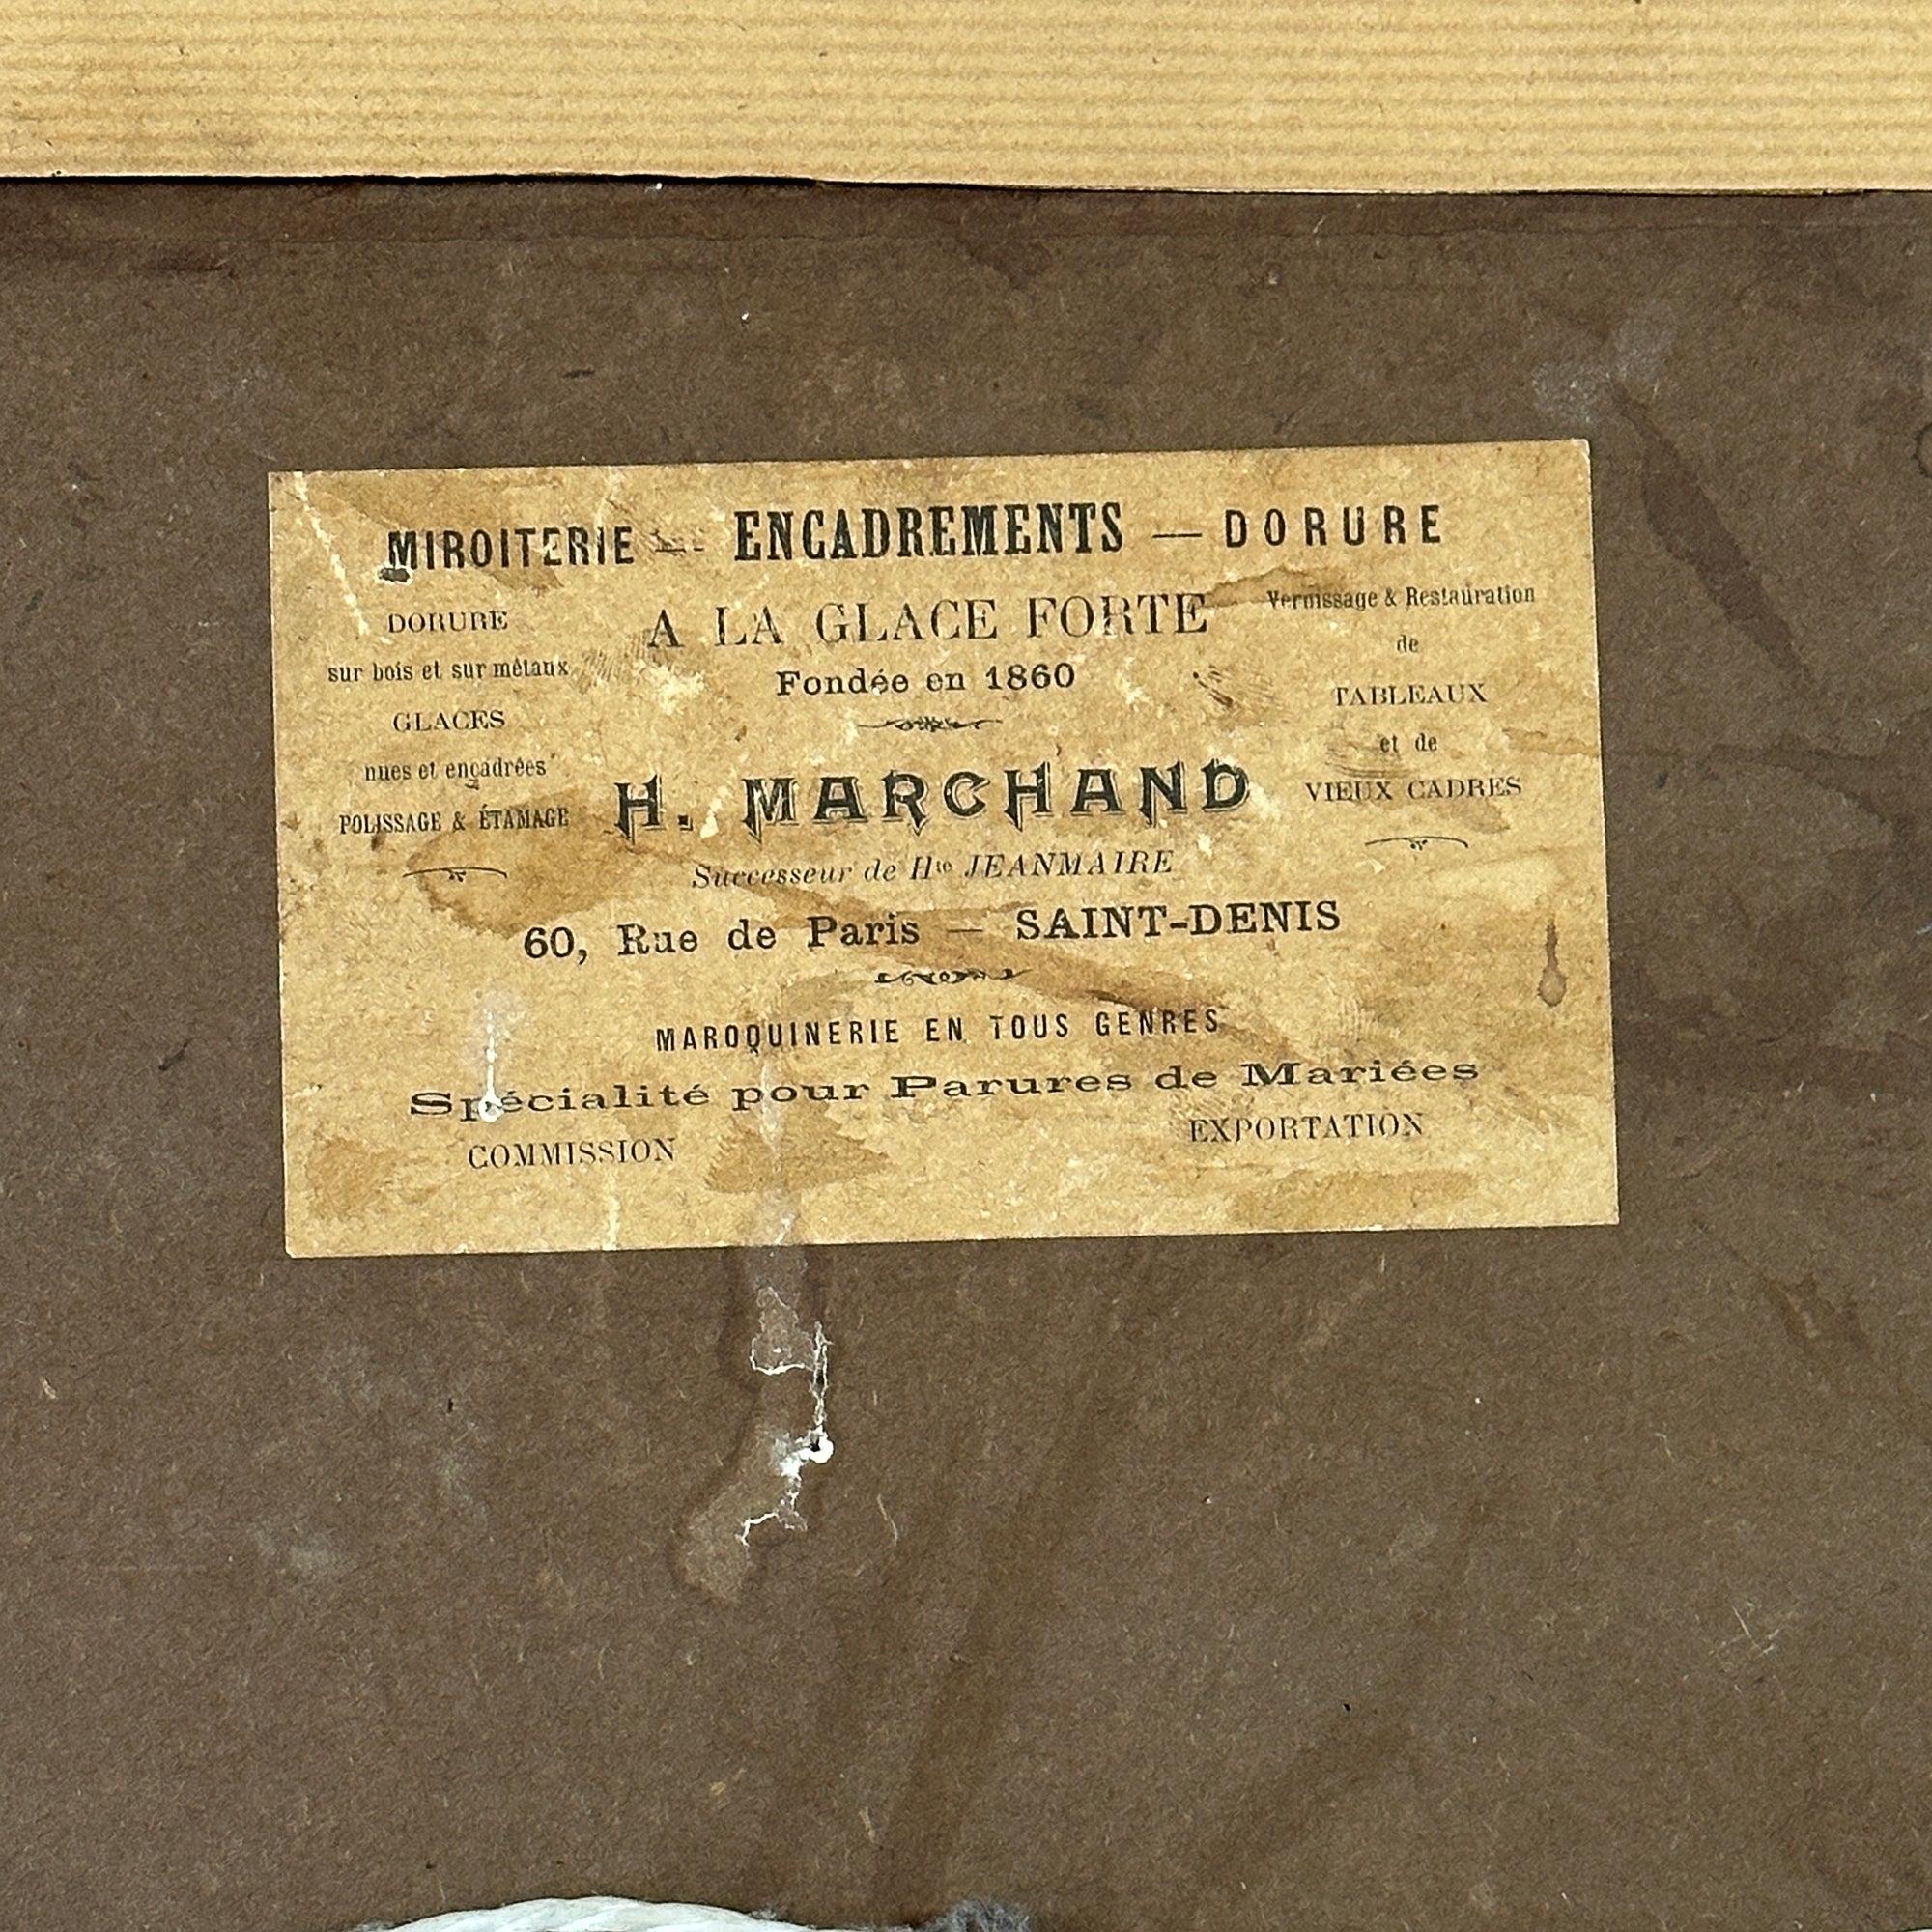 MIROITERIE — ENCADREMENTS — DORURE
DORURE
sur bois et sur métaux
GLACES
nues et encadrées
POLISSAGE & ÉTAMAGE
A LA GLACE FORTE
Fondée en 1860
H. MARCHAND
Successeur de Hte JEANMAIRE
60, Rue de Paris — SAINT-DENIS
Vernissage & Restauration
de
TABLEAUX
et de
VIEUX CADRES
MAROQUINERIE EN TOUS GENRES
Spécialité pour Parures de Mariées
COMMISSION
EXPORTATION